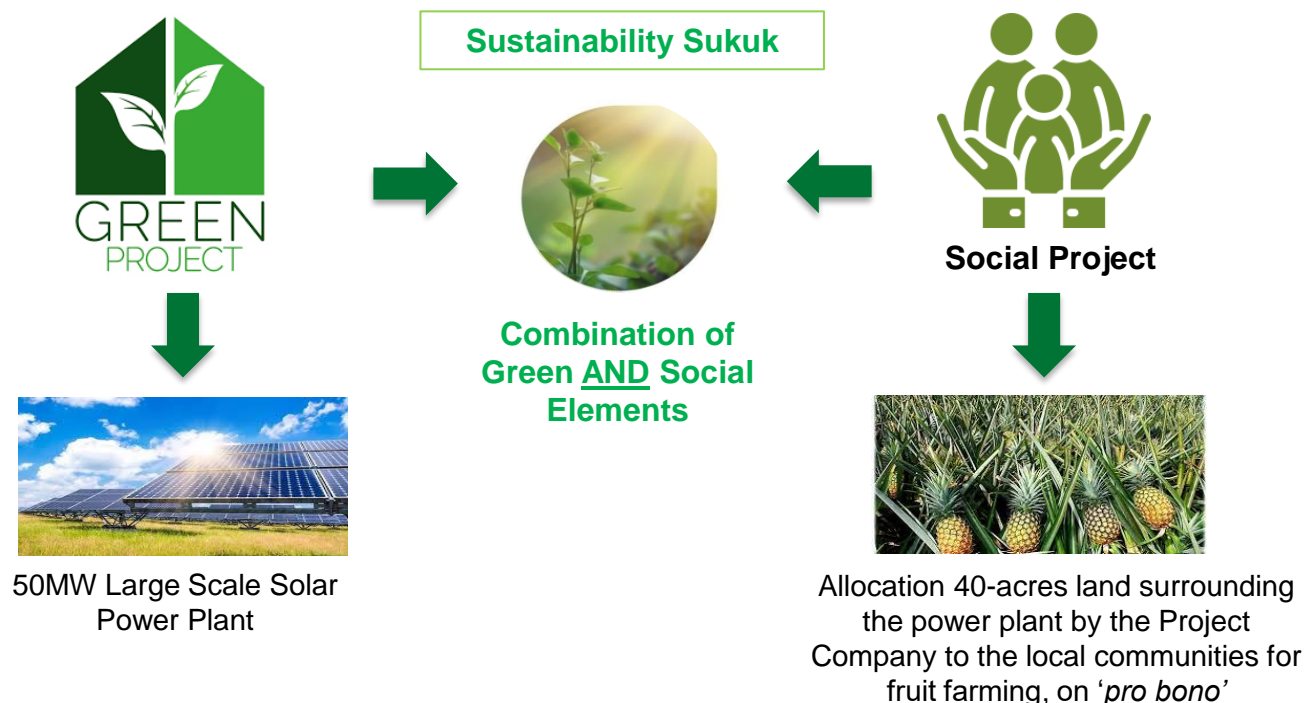 Sustainability Sukuk
GREEN
PROJECT
Social Project
Combination of
Green AND Social
Elements
50MW Large Scale Solar
Power Plant
Allocation 40-acres land surrounding
the power plant by the Project
Company to the local communities for
fruit farming, on ‘pro bono’